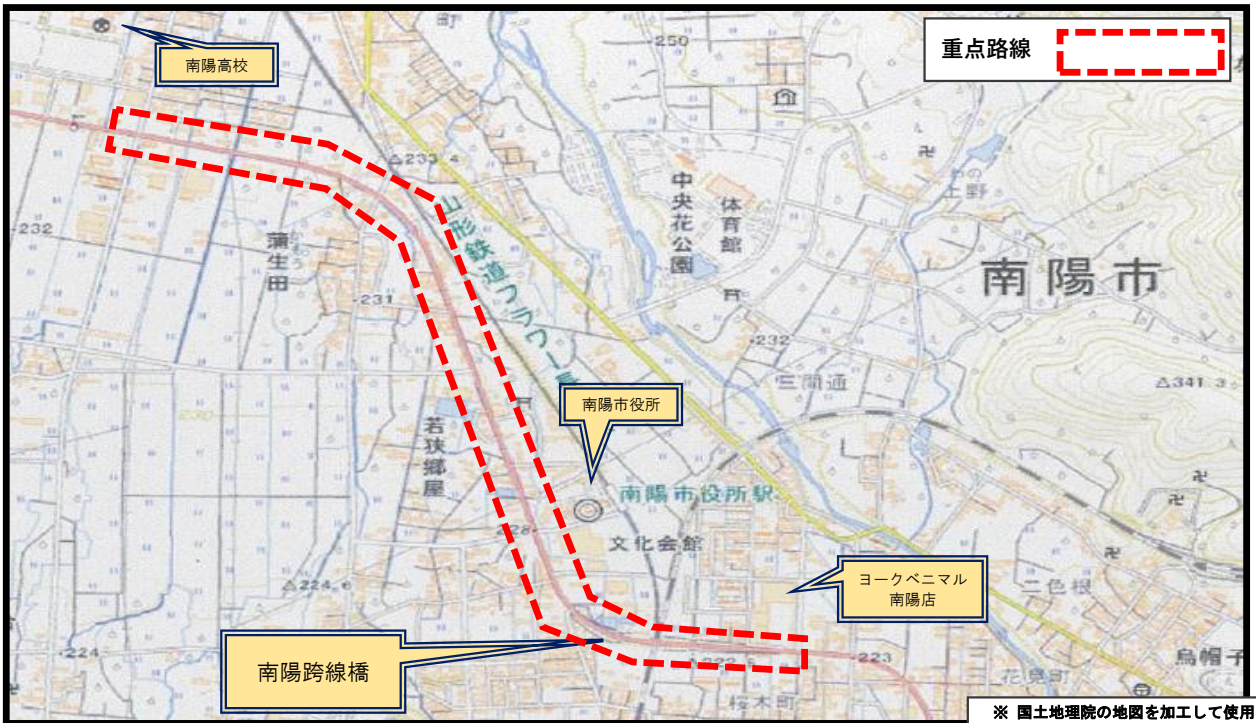 町
250
重点路線
南陽高校
233.4
中央花公園
体育館
上野
232
蒲生田
山形鉄道フラワー長
南陽市
231
232
三間通
341.3
南陽市役所
若狭郷屋
230
南陽市役所駅
228
文化会館
ヨークベニマル
南陽店
二色根
224.6
南陽跨線橋
224
222.5
223
烏帽子
花見町
桜木町
※ 国土地理院の地図を加工して使用